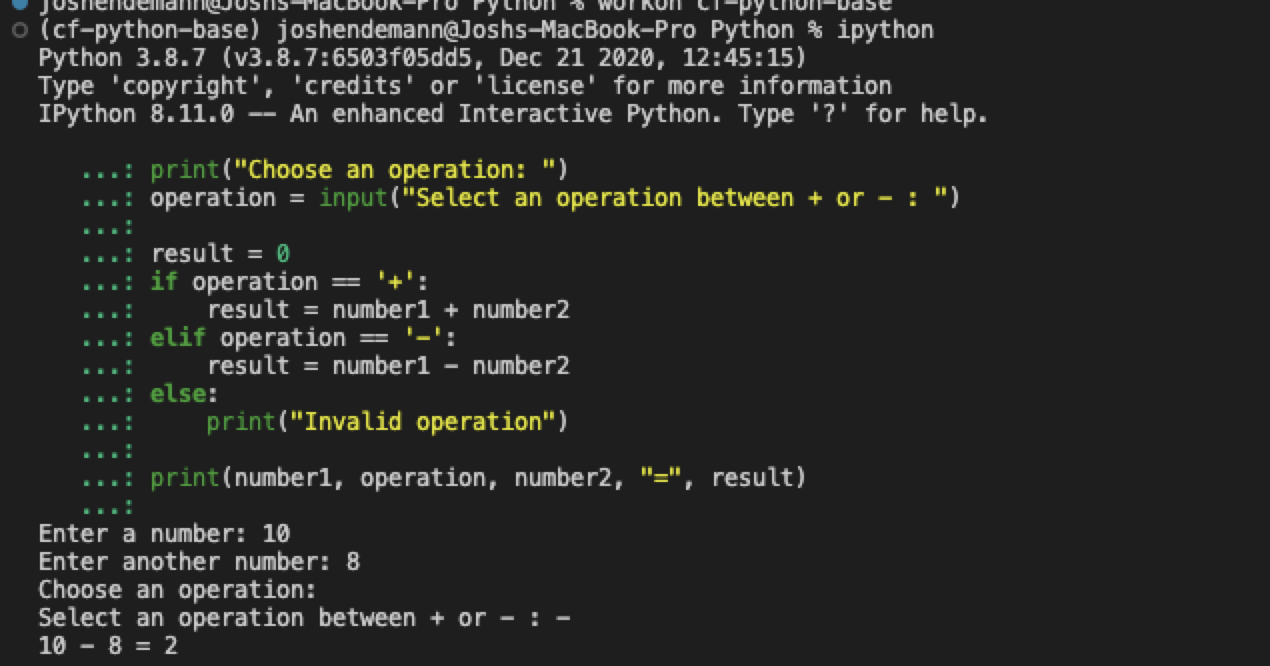 joshendemann@Joshs-MacBook-Pro Python % workon cf-python-base
(cf-python-base) joshendemann@Joshs-MacBook-Pro Python % ipython
Python 3.8.7 (v3.8.7:6503f05dd5, Dec 21 2020, 12:45:15)
Type 'copyright', 'credits' or 'license' for more information
IPython 8.11.0 -- An enhanced Interactive Python. Type '?' for help.

   ...: print("Choose an operation: ")
   ...: operation = input("Select an operation between + or - : ")
   ...:
   ...: result = 0
   ...: if operation == '+':
   ...:     result = number1 + number2
   ...: elif operation == '-':
   ...:     result = number1 - number2
   ...: else:
   ...:     print("Invalid operation")
   ...:
   ...: print(number1, operation, number2, "=", result)
   ...:
Enter a number: 10
Enter another number: 8
Choose an operation:
Select an operation between + or - : -
10 - 8 = 2